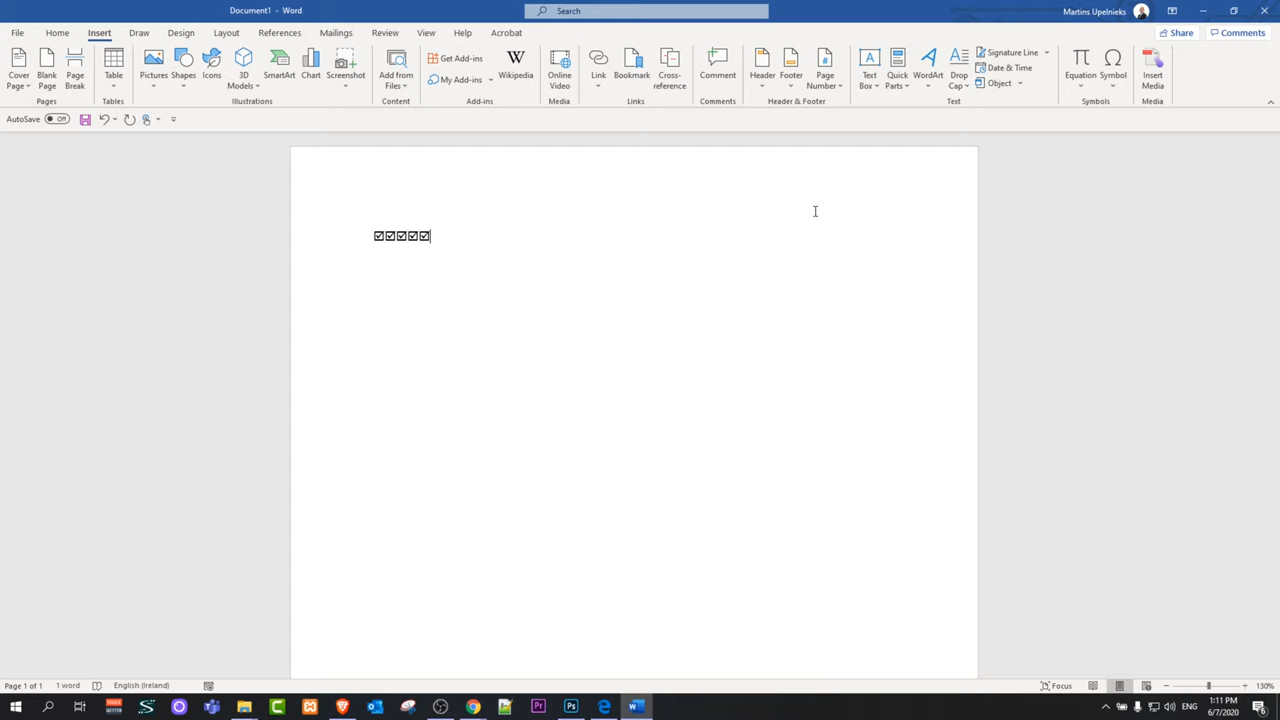 Document1 - Word
Search
Martins Upelnieks
File Insert Draw Design Layout References Mailings Review View Help Acrobat
Home
Share
Comments
Cover Page
Blank Page
Page Break
Table
Pictures
Shapes
Icons
3D Models
SmartArt
Chart
Screenshot
Add from Files
Get Add-ins
My Add-ins
Wikipedia
Online Video
Link
Bookmark
Cross-reference
Comment
Header
Footer
Page Number
Text Box
Quick Parts
WordArt
Drop Cap
Signature Line
Date & Time
Object
Equation
Symbol
Insert Media
Pages
Tables
Illustrations
Content
Add-ins
Media
Links
Comments
Header & Footer
Text
Symbols
Media
AutoSave Off
☑☑☑☑☑
Page 1 of 1
1 word
English (Ireland)
Focus
130%
ENG
1:11 PM
6/7/2020